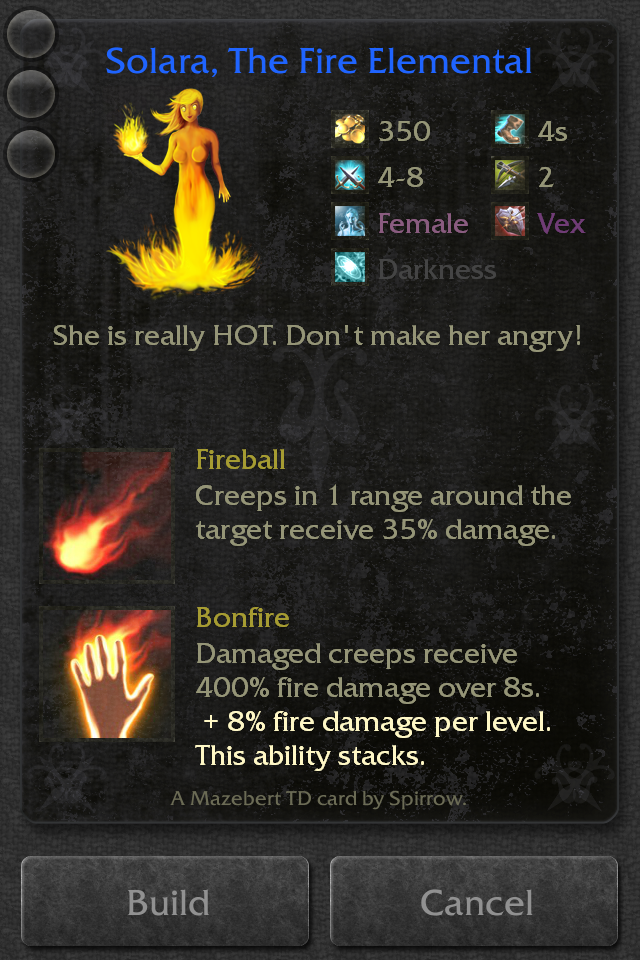 Solara, The Fire Elemental
350 4s
4-8 2
Female Vex
Darkness
She is really HOT. Don't make her angry!
Fireball
Creeps in 1 range around the
target receive 35% damage.
Bonfire
Damaged creeps receive
400% fire damage over 8s.
+ 8% fire damage per level.
This ability stacks.
A Mazebert TD card by Spirrow.
Build Cancel